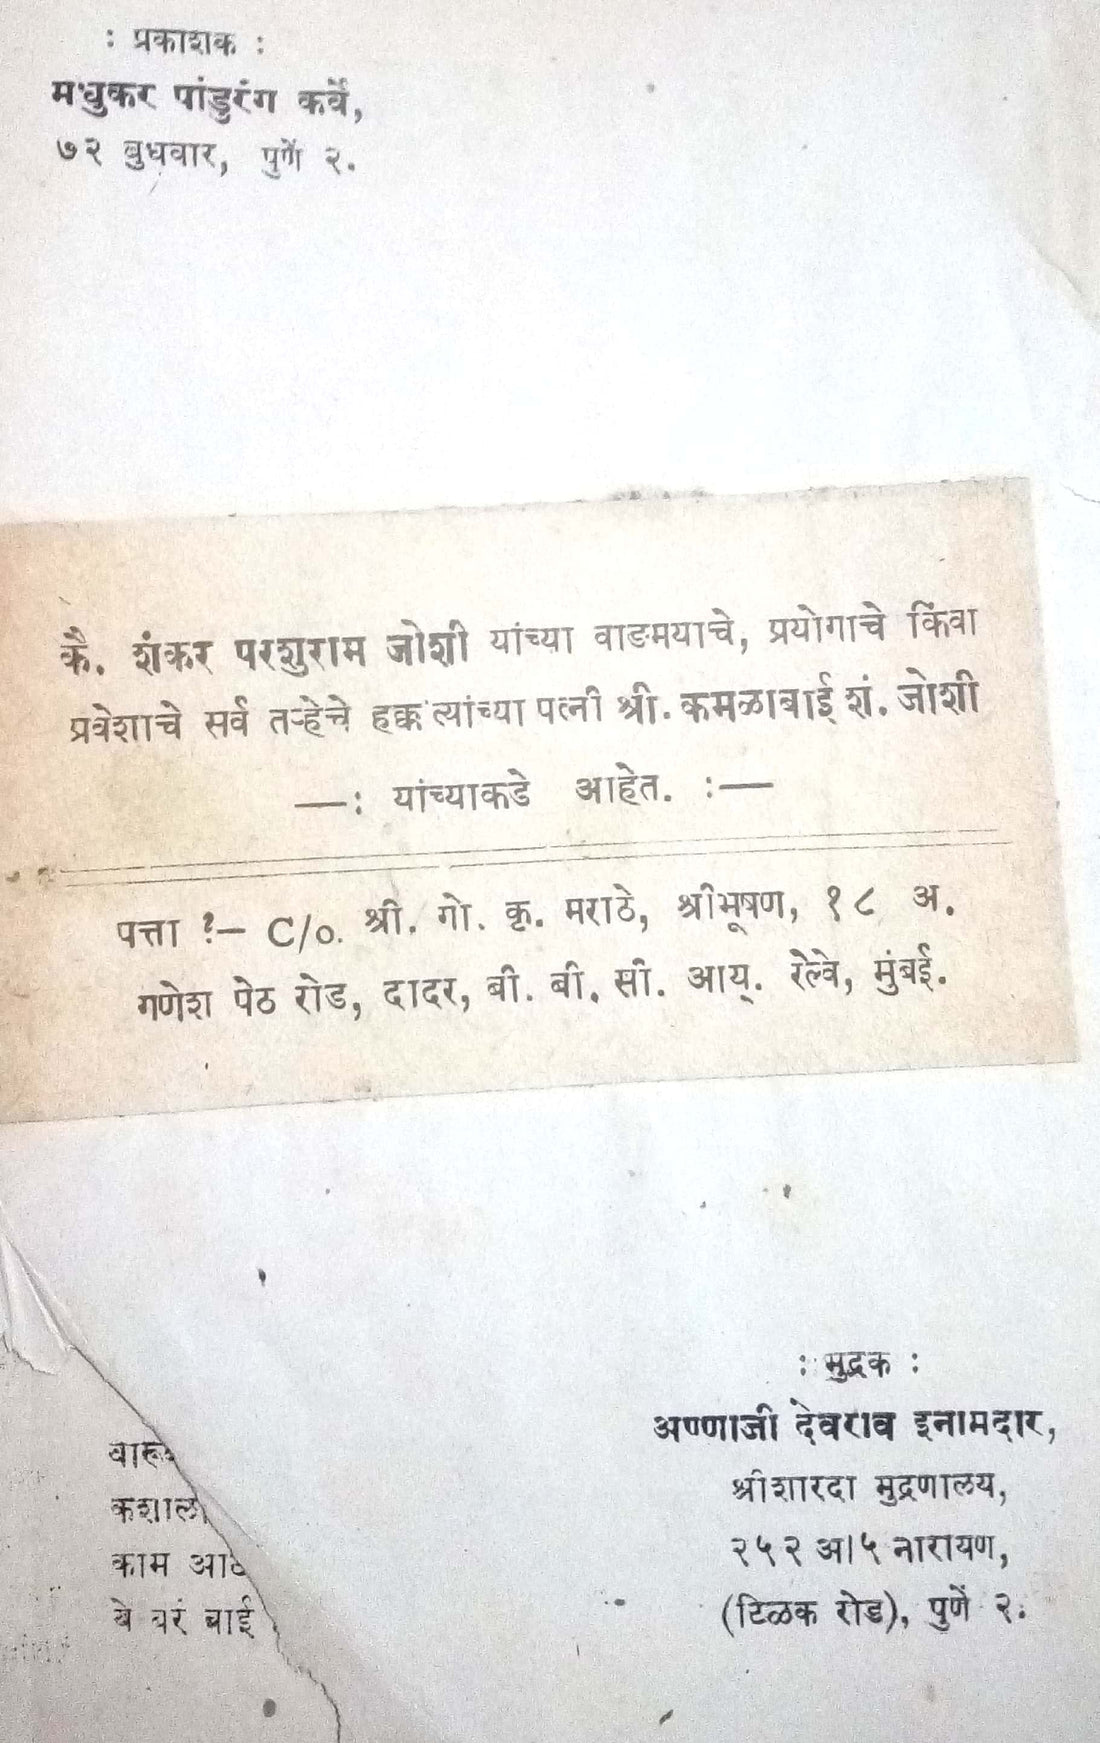 : प्रकाशक :
मधुकर पांडुरंग कर्वे,
७२ बुधवार, पुणें २.
कै. शंकर परशुराम जोशी यांच्या वाङमयाचे, प्रयोगाचे किंवा
प्रवेशाचे सर्व तऱ्हेचे हक्क त्यांच्या पत्नी श्री. कमळाबाई शं. जोशी
—: यांच्याकडे आहेत. :—
पत्ता :— C/o. श्री. गो. कृ. मराठे, श्रीभूषण, १८ अ.
गणेश पेठ रोड, दादर, बी. बी. सी. आय्. रेल्वे, मुंबई.
: मुद्रक :
अण्णाजी देवराव इनामदार,
श्रीशारदा मुद्रणालय,
२५२ अ।५ नारायण,
(टिळक रोड), पुणें २.
कशाल
काम
बरं बाई